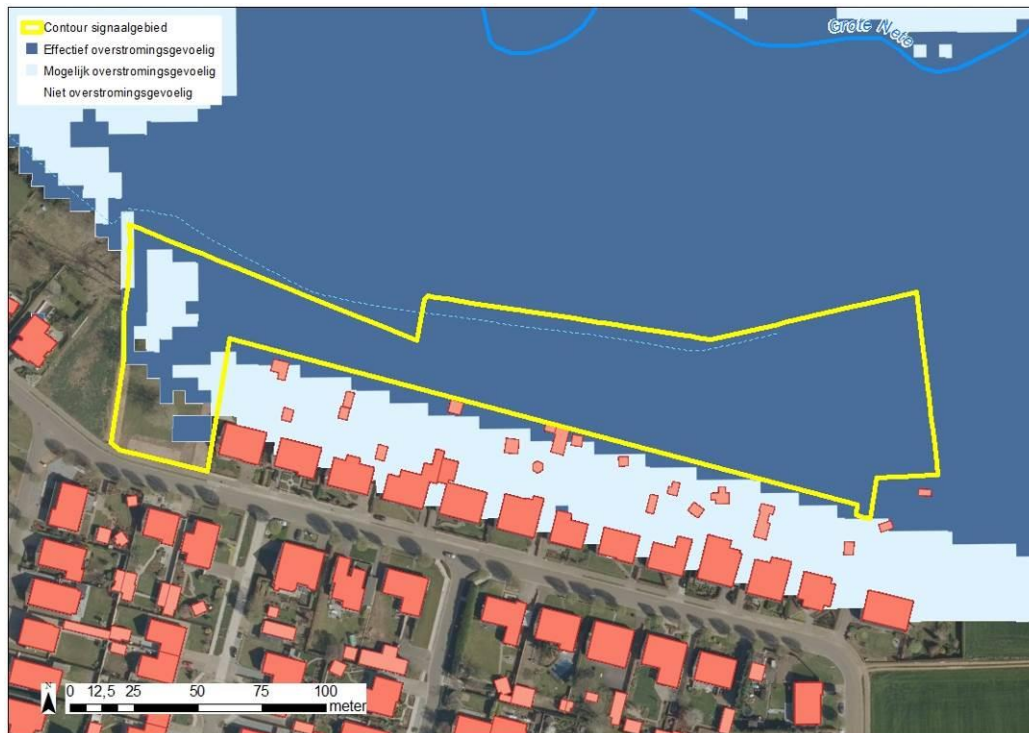 Contour signaalgebied
Effectief overstromingsgevoelig
Mogelijk overstromingsgevoelig
Niet overstromingsgevoelig
Grote Nete
N
0 12,5 25 50 75 100
meter